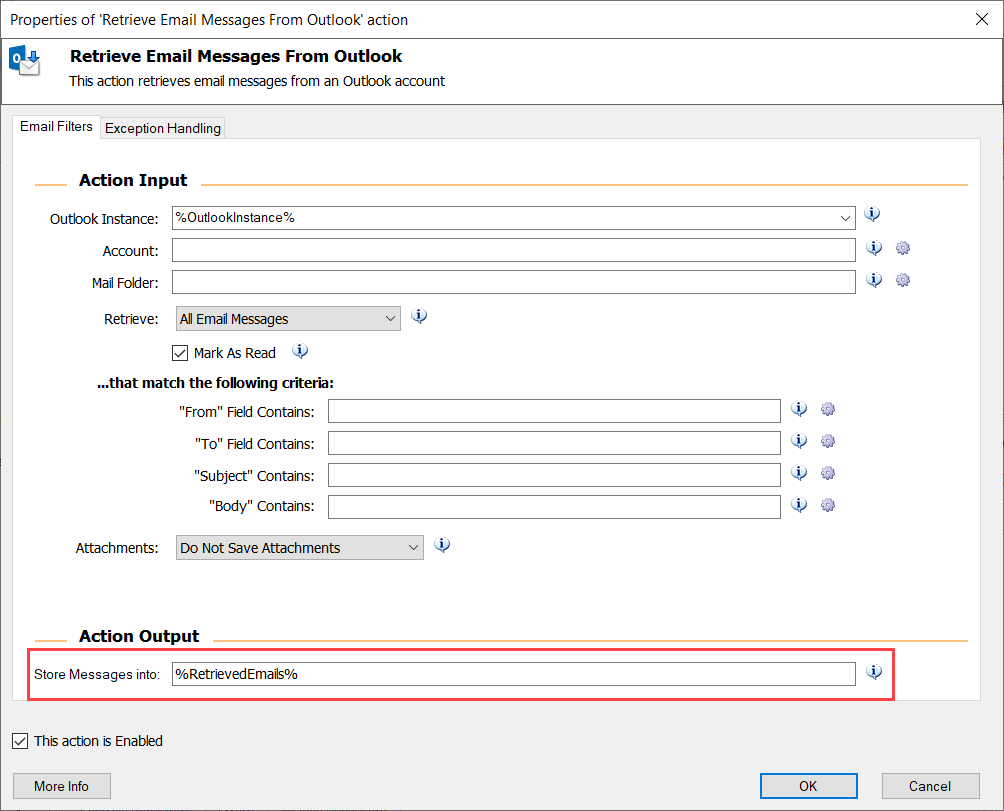 Properties of 'Retrieve Email Messages From Outlook' action
Retrieve Email Messages From Outlook
This action retrieves email messages from an Outlook account
Email Filters
Exception Handling
Action Input
Outlook Instance: %OutlookInstance%
Account:
Mail Folder:
Retrieve: All Email Messages
Mark As Read
...that match the following criteria:
"From" Field Contains:
"To" Field Contains:
"Subject" Contains:
"Body" Contains:
Attachments: Do Not Save Attachments
Action Output
Store Messages into: %RetrievedEmails%
This action is Enabled
More Info
OK
Cancel